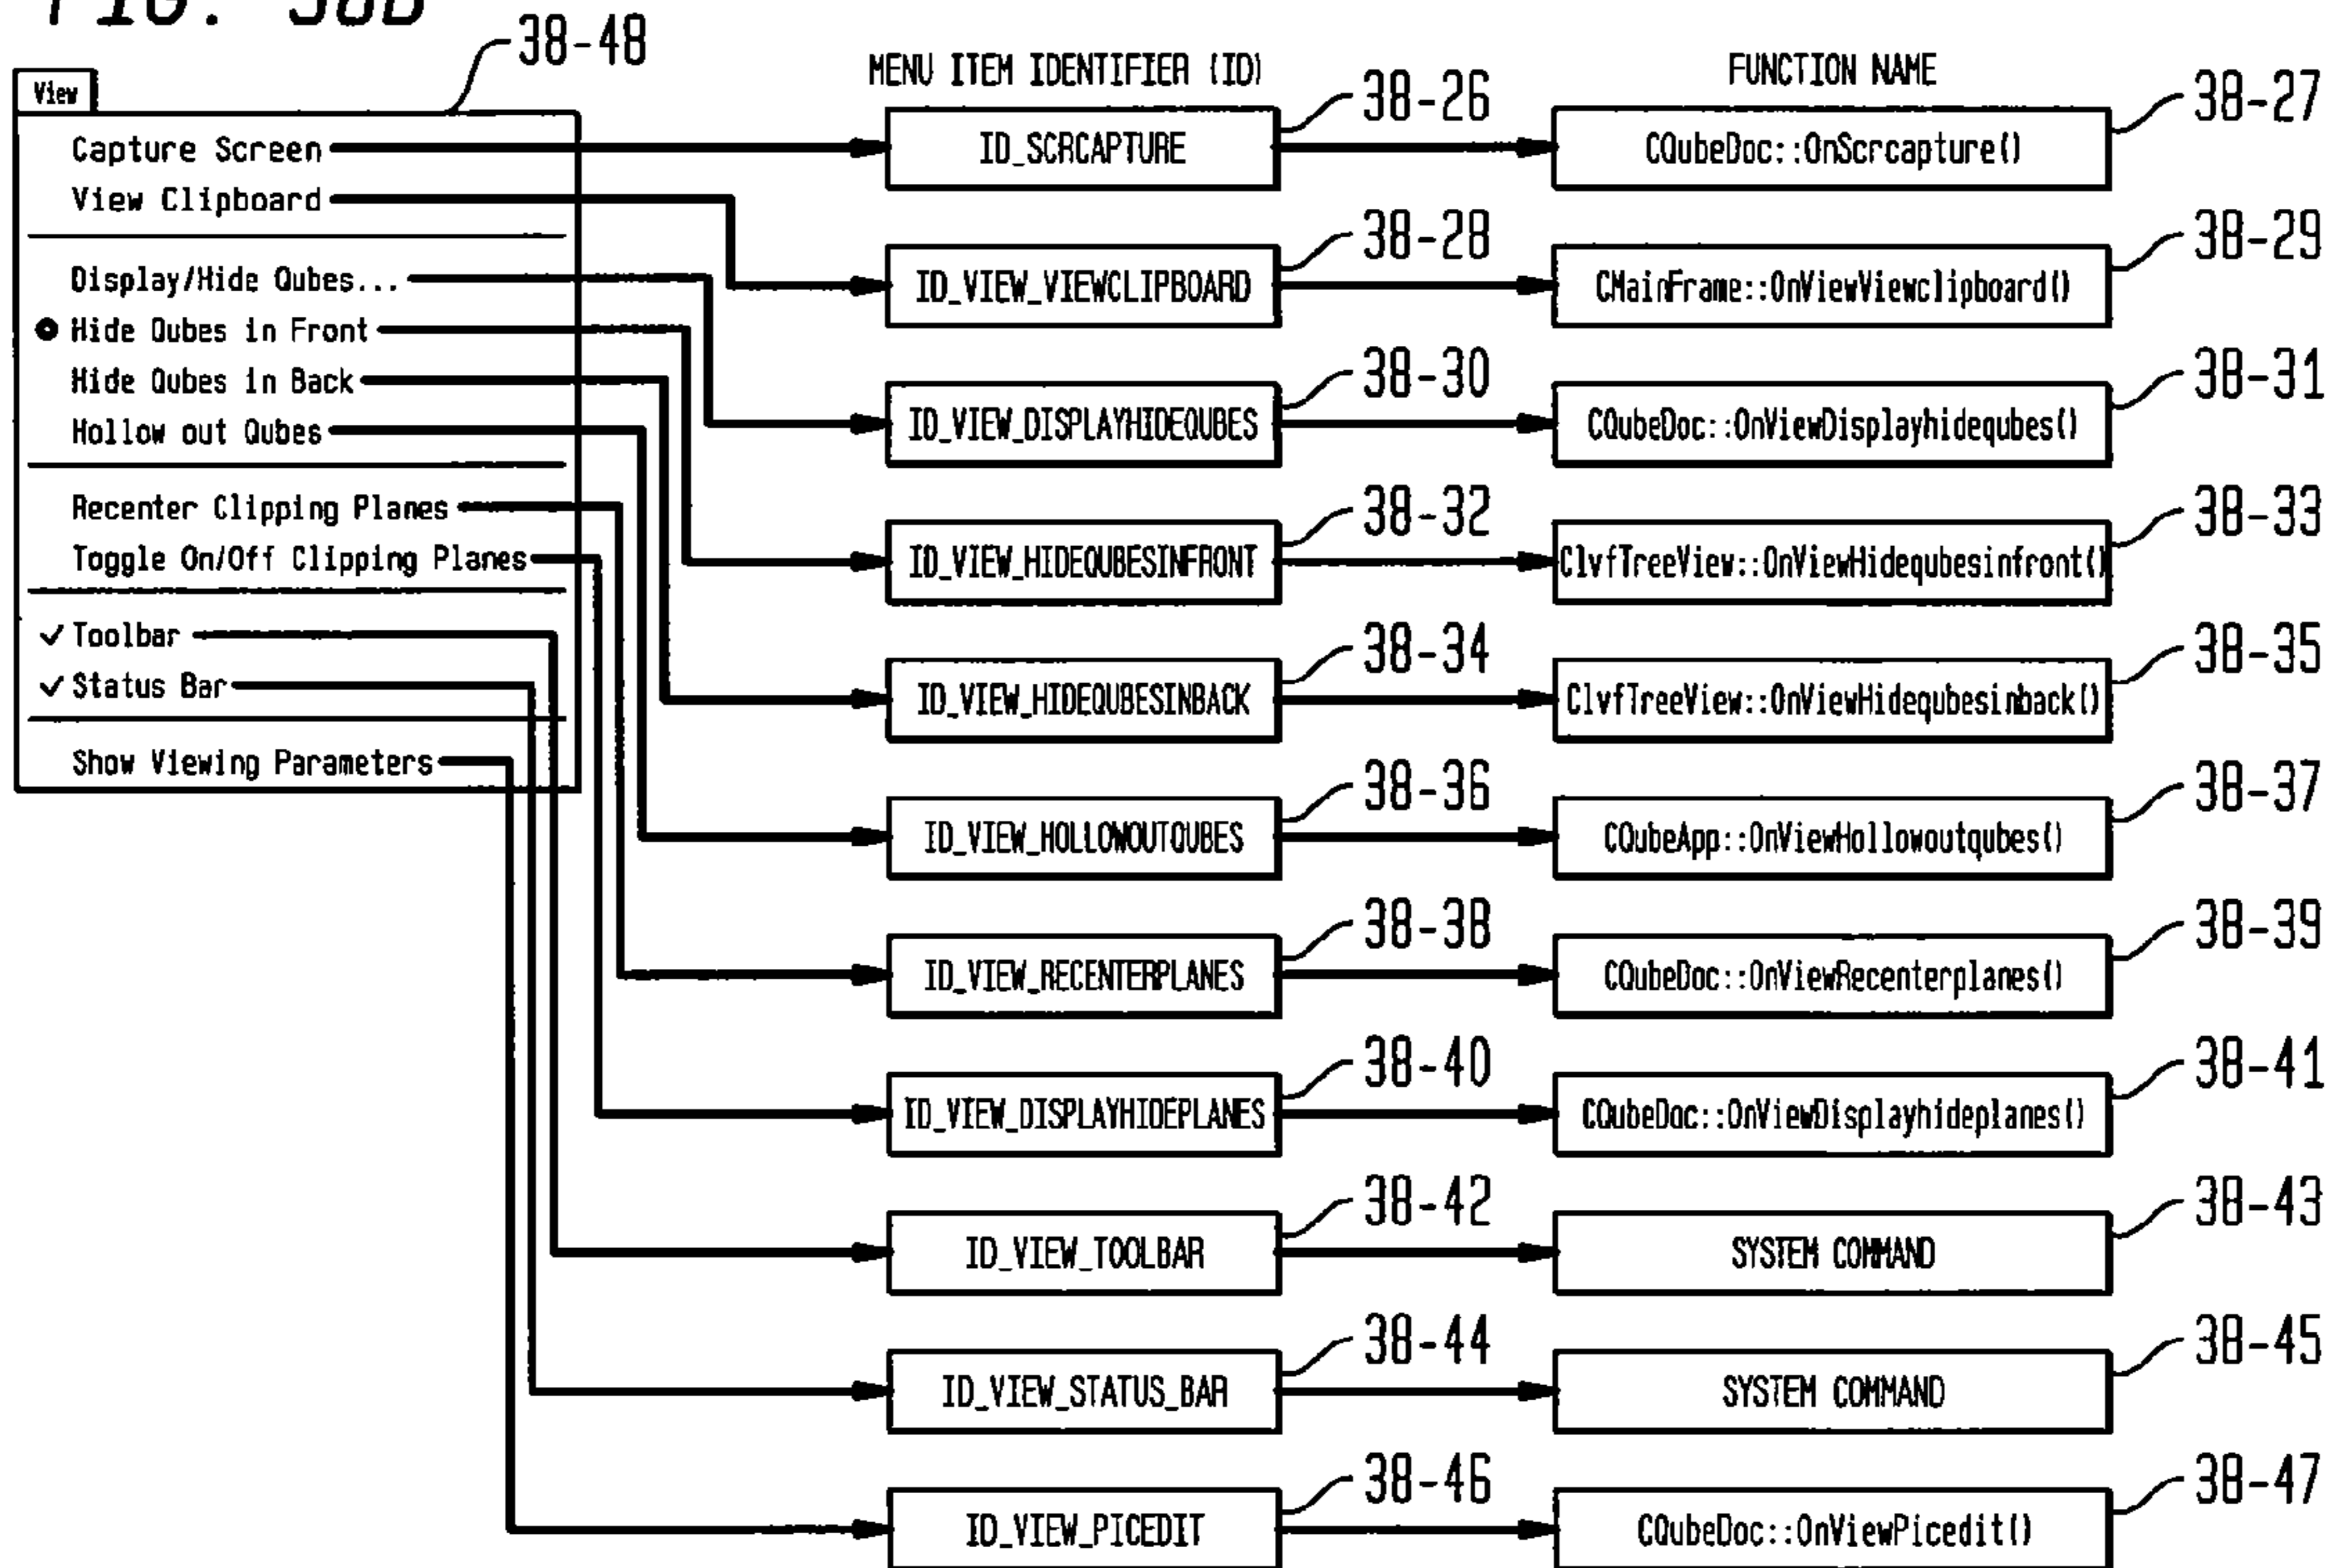 FIG. 38B
38-48
View
Capture Screen
View Clipboard
Display/Hide Qubes...
Hide Qubes in Front
Hide Qubes in Back
Hollow out Qubes
Recenter Clipping Planes
Toggle On/Off Clipping Planes
✓ Toolbar
✓ Status Bar
Show Viewing Parameters
MENU ITEM IDENTIFIER (ID)
FUNCTION NAME
38-26
38-27
ID_SCRCAPTURE
CQubeDoc::OnScrcapture()
38-28
38-29
ID_VIEW_VIEWCLIPBOARD
CMainFrame::OnViewViewclipboard()
38-30
38-31
ID_VIEW_DISPLAYHIDEQUBES
CQubeDoc::OnViewDisplayhidequbes()
38-32
38-33
ID_VIEW_HIDEQUBESINFRONT
ClvfTreeView::OnViewHidequbesinfront()
38-34
38-35
ID_VIEW_HIDEQUBESINBACK
ClvfTreeView::OnViewHidequbesinback()
38-36
38-37
ID_VIEW_HOLLOWOUTQUBES
CQubeApp::OnViewHollowoutqubes()
38-38
38-39
ID_VIEW_RECENTERPLANES
CQubeDoc::OnViewRecenterplanes()
38-40
38-41
ID_VIEW_DISPLAYHIDEPLANES
CQubeDoc::OnViewDisplayhideplanes()
38-42
38-43
ID_VIEW_TOOLBAR
SYSTEM COMMAND
38-44
38-45
ID_VIEW_STATUS_BAR
SYSTEM COMMAND
38-46
38-47
ID_VIEW_PICEDIT
CQubeDoc::OnViewPicedit()